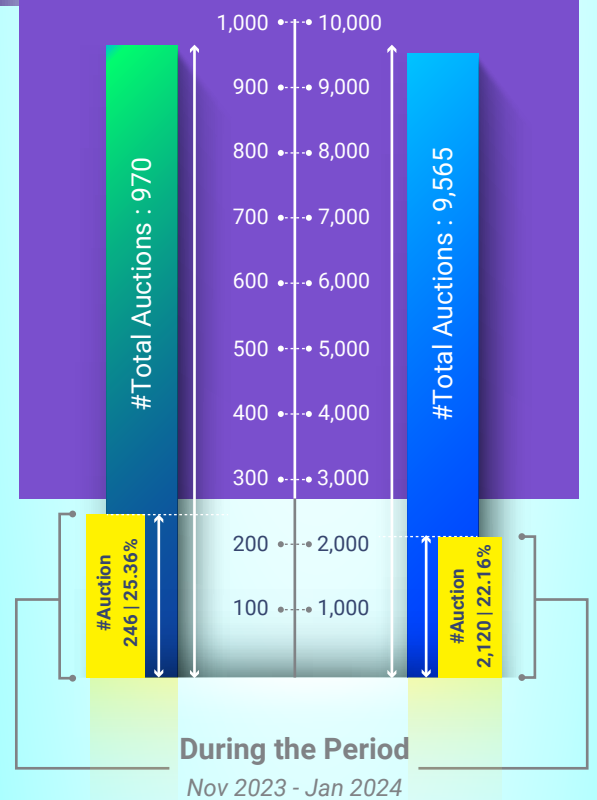 1,000 10,000
900 9,000
800 8,000
700 7,000
600 6,000
500 5,000
400 4,000
300 3,000
200 2,000
100 1,000
#Total Auctions : 970
#Total Auctions : 9,565
#Auction
246 | 25.36%
#Auction
2,120 | 22.16%
During the Period
Nov 2023 - Jan 2024